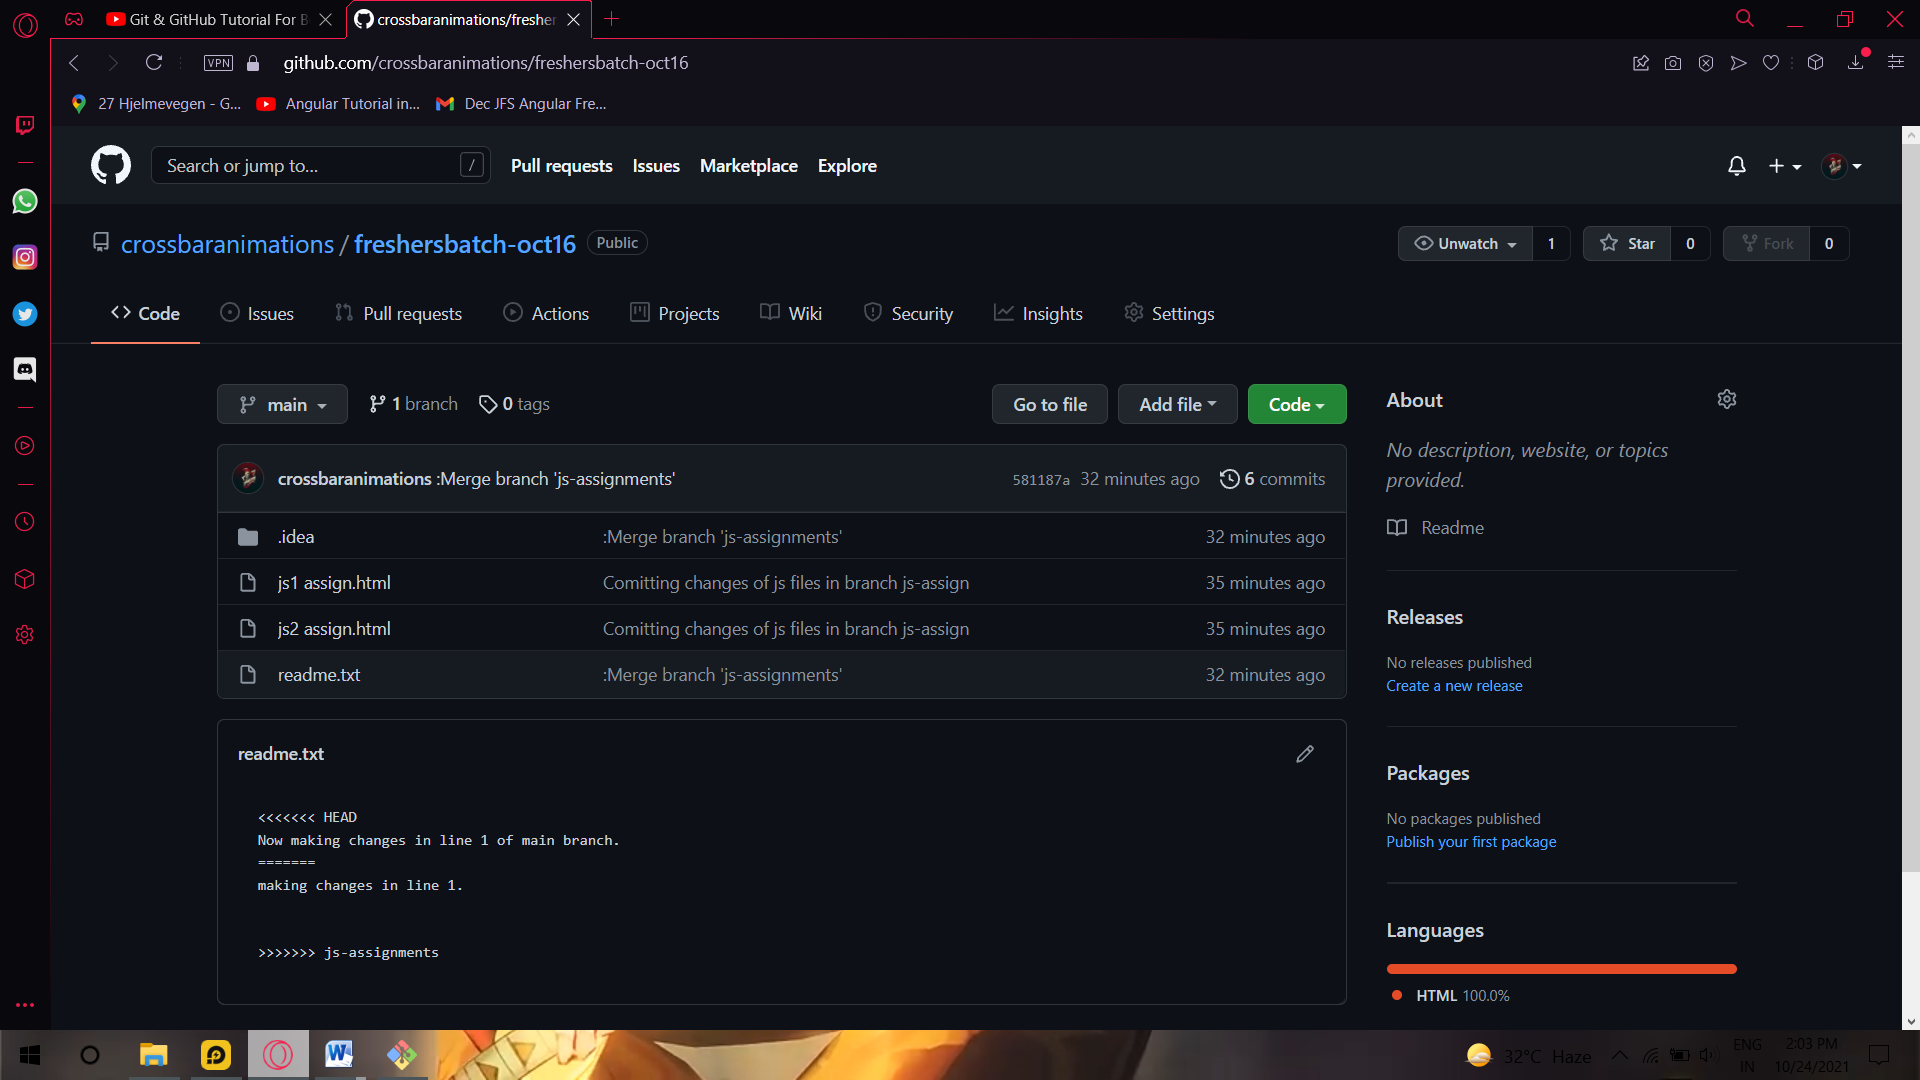 Git & GitHub Tutorial For B
crossbaranimations/freshe
VPN
github.com/crossbaranimations/freshersbatch-oct16
27 Hjelmevegen - G...
Angular Tutorial in...
Dec JFS Angular Fre...
Search or jump to...
/
Pull requests
Issues
Marketplace
Explore
crossbaranimations / freshersbatch-oct16
Public
Unwatch
1
Star
0
Fork
0
Code
Issues
Pull requests
Actions
Projects
Wiki
Security
Insights
Settings
main
1 branch
0 tags
Go to file
Add file
Code
About
No description, website, or topics
provided.
Readme
crossbaranimations :Merge branch 'js-assignments'
581187a 32 minutes ago
6 commits
.idea
:Merge branch 'js-assignments'
32 minutes ago
js1 assign.html
Comitting changes of js files in branch js-assign
35 minutes ago
js2 assign.html
Comitting changes of js files in branch js-assign
35 minutes ago
readme.txt
:Merge branch 'js-assignments'
32 minutes ago
Releases
No releases published
Create a new release
readme.txt
<<<<<<< HEAD
Now making changes in line 1 of main branch.
=======
making changes in line 1.
>>>>>>> js-assignments
Packages
No packages published
Publish your first package
Languages
HTML 100.0%
32°C Haze
ENG
IN
2:03 PM
10/24/2021